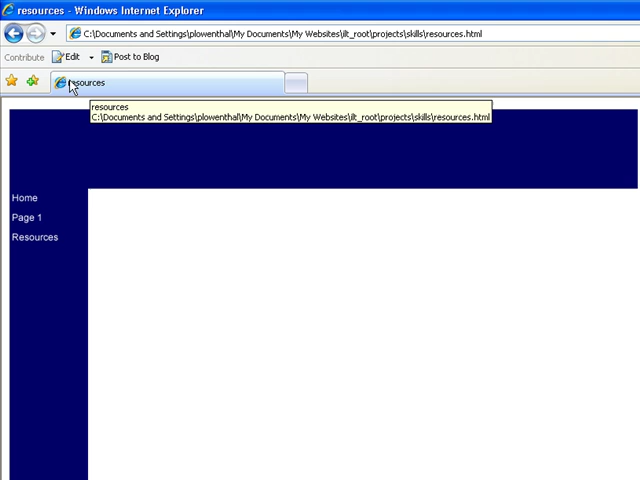 resources - Windows Internet Explorer
C:\Documents and Settings\plowenthal\My Documents\My Websites\ilt_root\projects\skills\resources.html
Contribute Edit Post to Blog
resources
resources
C:\Documents and Settings\plowenthal\My Documents\My Websites\ilt_root\projects\skills\resources.html
Home
Page 1
Resources